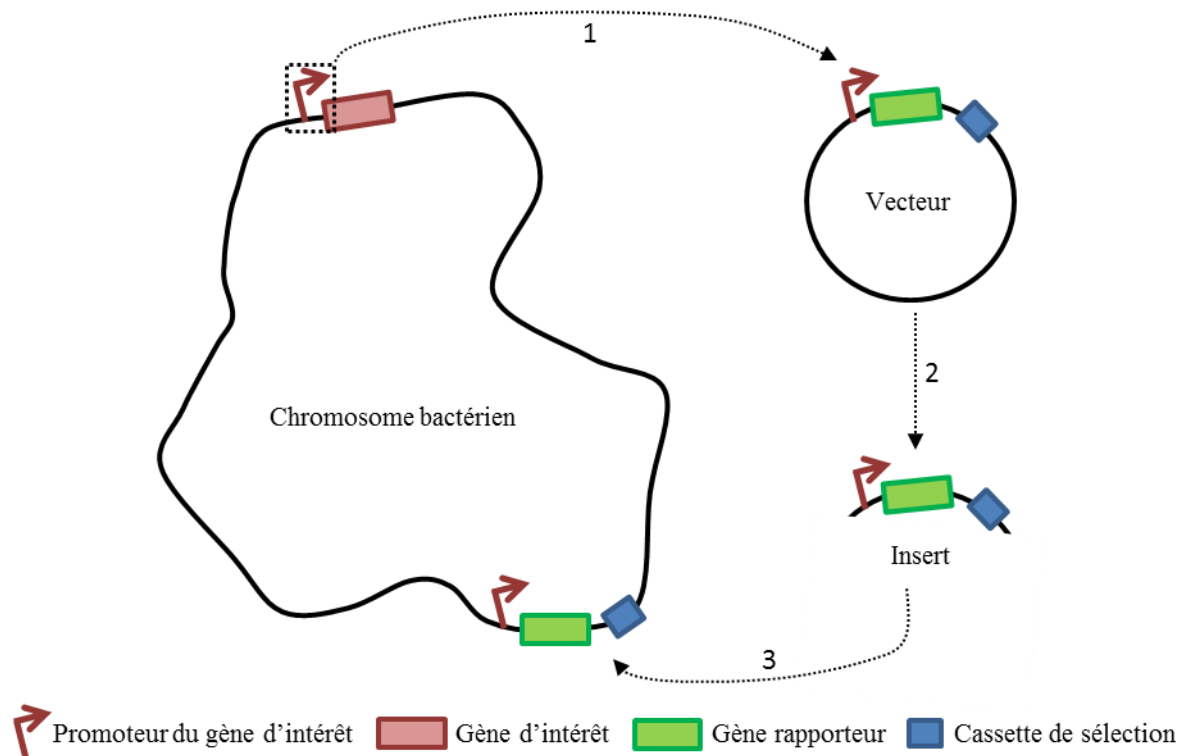 1
Vecteur
2
Chromosome bactérien
Insert
3
Promoteur du gène d’intérêt Gène d’intérêt Gène rapporteur Cassette de sélection